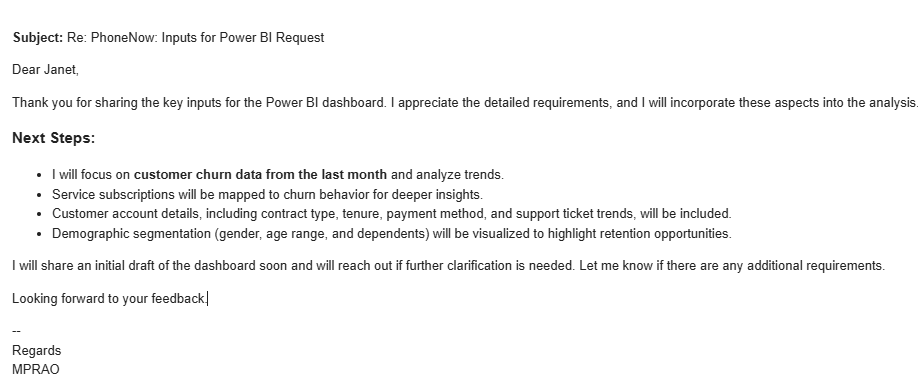 Subject: Re: PhoneNow: Inputs for Power BI Request
Dear Janet,
Thank you for sharing the key inputs for the Power BI dashboard. I appreciate the detailed requirements, and I will incorporate these aspects into the analysis.
Next Steps:
• I will focus on customer churn data from the last month and analyze trends.
• Service subscriptions will be mapped to churn behavior for deeper insights.
• Customer account details, including contract type, tenure, payment method, and support ticket trends, will be included.
• Demographic segmentation (gender, age range, and dependents) will be visualized to highlight retention opportunities.
I will share an initial draft of the dashboard soon and will reach out if further clarification is needed. Let me know if there are any additional requirements.
Looking forward to your feedback.
--
Regards
MPRAO